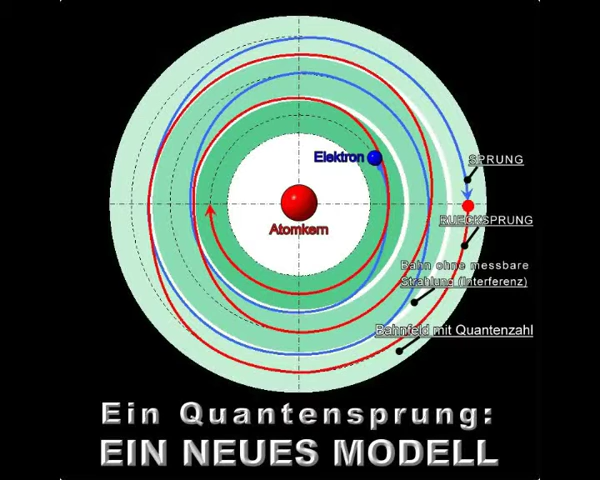 Elektron
Atomkern
SPRUNG
RUECKSPRUNG
Bahn ohne messbare
Strahlung (Interferenz)
Bahnfeld mit Quantenzahl
Ein Quantensprung:
EIN NEUES MODELL